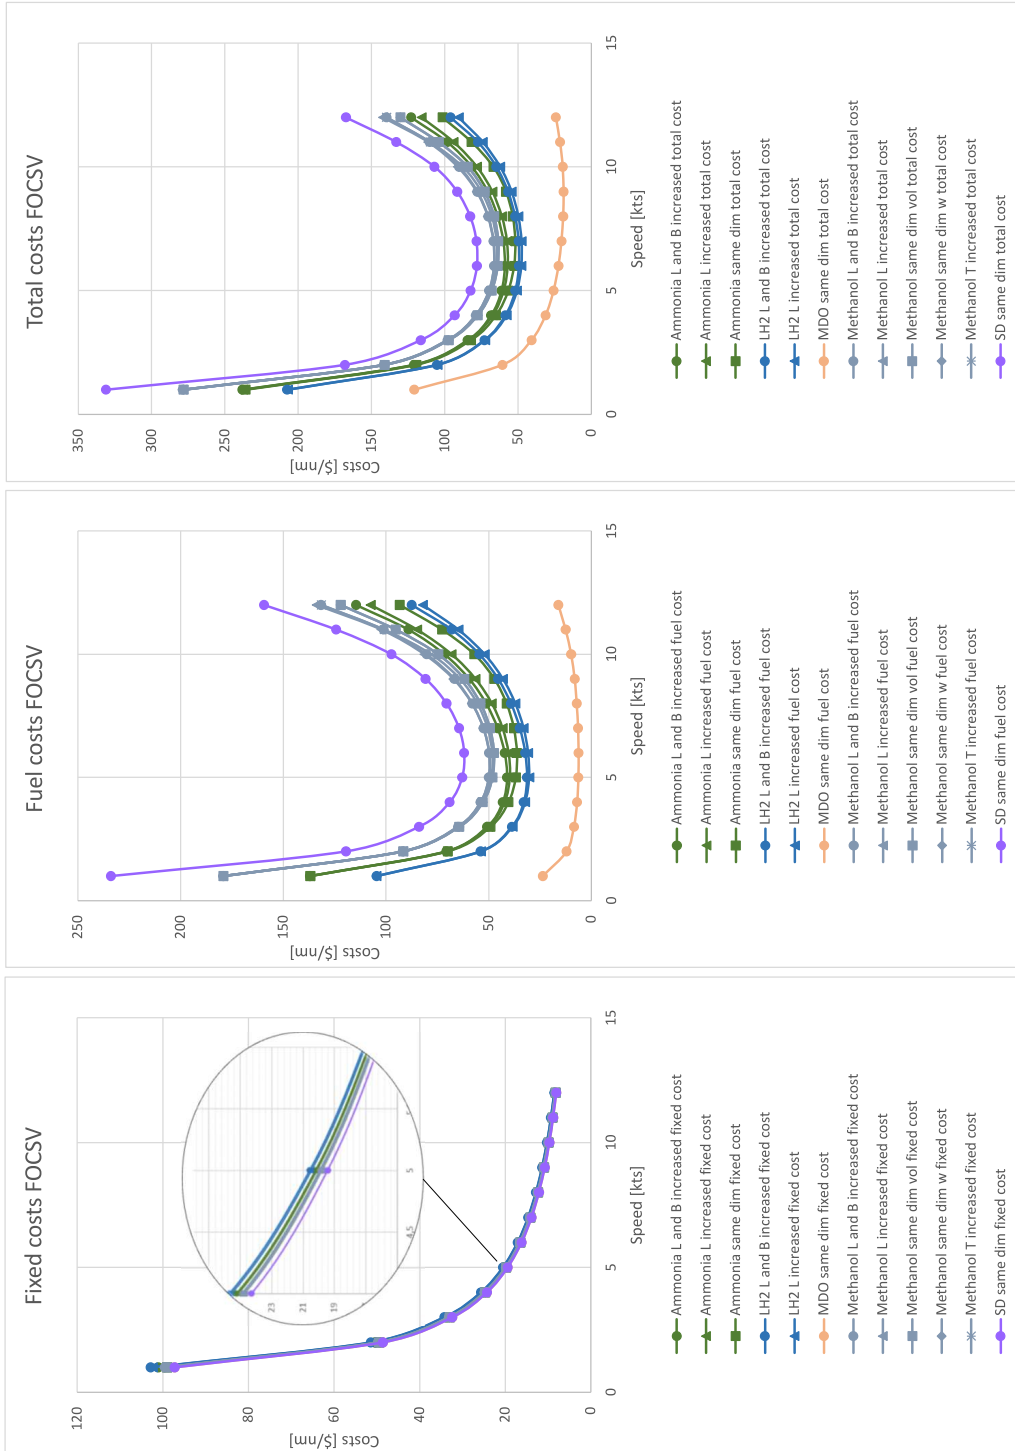 Fixed costs FOCSV
120
100
80
60
40
20
0
Costs [$/nm]
0
5
10
15
Speed [kts]
23
21
19
4,5
5
Ammonia L and B increased fixed cost
Ammonia L increased fixed cost
Ammonia same dim fixed cost
LH2 L and B increased fixed cost
LH2 L increased fixed cost
MDO same dim fixed cost
Methanol L and B increased fixed cost
Methanol L increased fixed cost
Methanol same dim vol fixed cost
Methanol same dim w fixed cost
Methanol T increased fixed cost
SD same dim fixed cost
Fuel costs FOCSV
250
200
150
100
50
0
Costs [$/nm]
0
5
10
15
Speed [kts]
Ammonia L and B increased fuel cost
Ammonia L increased fuel cost
Ammonia same dim fuel cost
LH2 L and B increased fuel cost
LH2 L increased fuel cost
MDO same dim fuel cost
Methanol L and B increased fuel cost
Methanol L increased fuel cost
Methanol same dim vol fuel cost
Methanol same dim w fuel cost
Methanol T increased fuel cost
SD same dim fuel cost
Total costs FOCSV
350
300
250
200
150
100
50
0
Costs [$/nm]
0
5
10
15
Speed [kts]
Ammonia L and B increased total cost
Ammonia L increased total cost
Ammonia same dim total cost
LH2 L and B increased total cost
LH2 L increased total cost
MDO same dim total cost
Methanol L and B increased total cost
Methanol L increased total cost
Methanol same dim vol total cost
Methanol same dim w total cost
Methanol T increased total cost
SD same dim total cost